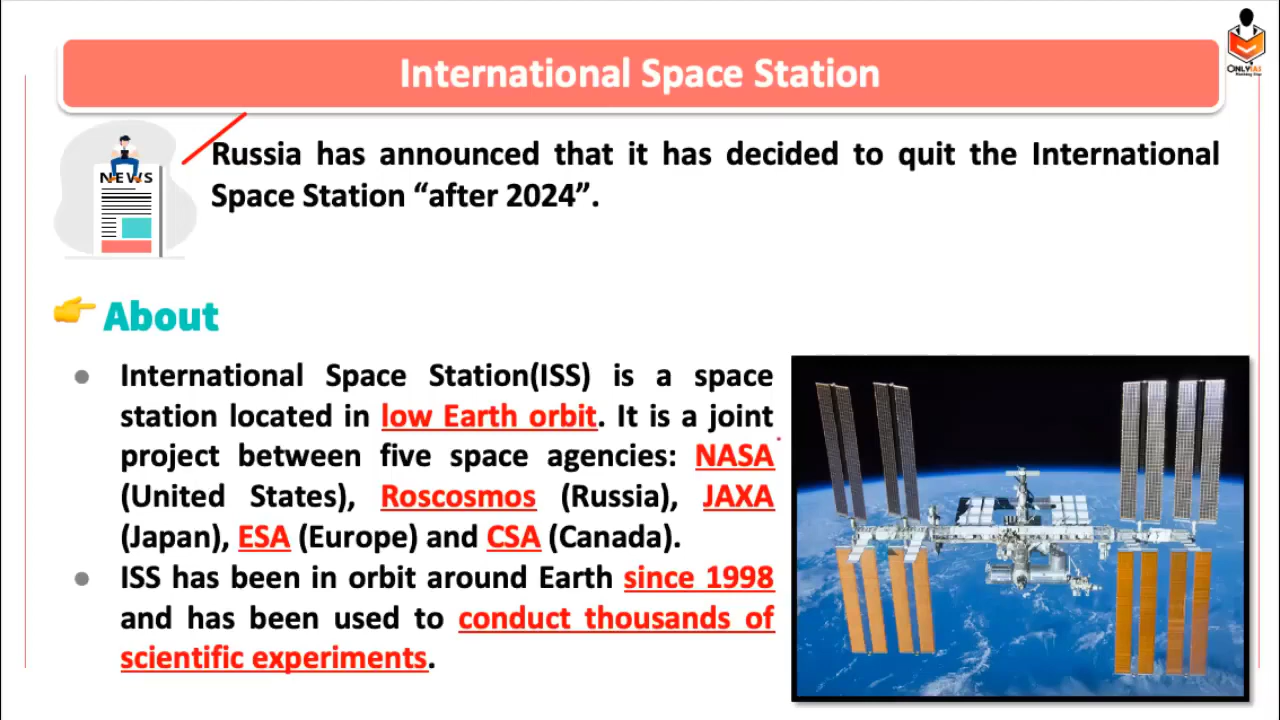 International Space Station
ONLYIAS
NEWS
Russia has announced that it has decided to quit the International
Space Station “after 2024”.
About
International Space Station(ISS) is a space
station located in low Earth orbit. It is a joint
project between five space agencies: NASA
(United States), Roscosmos (Russia), JAXA
(Japan), ESA (Europe) and CSA (Canada).
ISS has been in orbit around Earth since 1998
and has been used to conduct thousands of
scientific experiments.